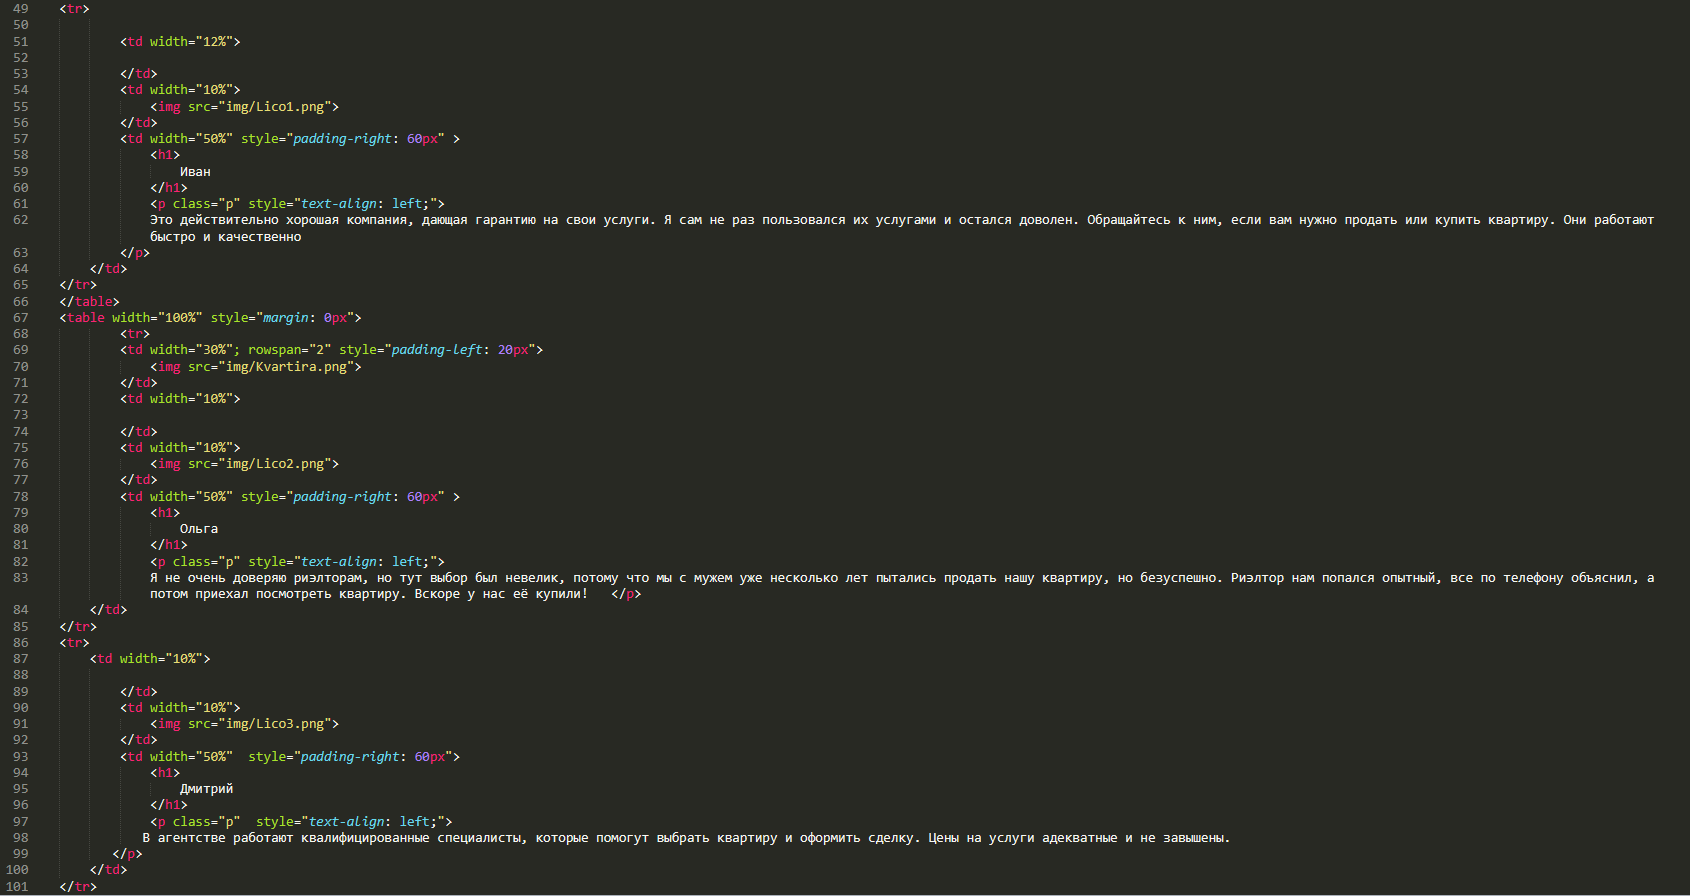 49 <tr>
50
51 <td width="12%">
52
53 </td>
54 <td width="10%">
55 <img src="img/Lico1.png">
56 </td>
57 <td width="50%" style="padding-right: 60px" >
58 <h1>
59 Иван
60 </h1>
61 <p class="p" style="text-align: left;">
62 Это действительно хорошая компания, дающая гарантию на свои услуги. Я сам не раз пользовался их услугами и остался доволен. Обращайтесь к ним, если вам нужно продать или купить квартиру. Они работают
быстро и качественно
63 </p>
64 </td>
65 </tr>
66 </table>
67 <table width="100%" style="margin: 0px">
68 <tr>
69 <td width="30%"; rowspan="2" style="padding-left: 20px">
70 <img src="img/Kvartira.png">
71 </td>
72 <td width="10%">
73
74 </td>
75 <td width="10%">
76 <img src="img/Lico2.png">
77 </td>
78 <td width="50%" style="padding-right: 60px" >
79 <h1>
80 Ольга
81 </h1>
82 <p class="p" style="text-align: left;">
83 Я не очень доверяю риэлторам, но тут выбор был невелик, потому что мы с мужем уже несколько лет пытались продать нашу квартиру, но безуспешно. Риэлтор нам попался опытный, все по телефону объяснил, а
потом приехал посмотреть квартиру. Вскоре у нас её купили! </p>
84 </td>
85 </tr>
86 <tr>
87 <td width="10%">
88
89 </td>
90 <td width="10%">
91 <img src="img/Lico3.png">
92 </td>
93 <td width="50%" style="padding-right: 60px">
94 <h1>
95 Дмитрий
96 </h1>
97 <p class="p" style="text-align: left;">
98 В агентстве работают квалифицированные специалисты, которые помогут выбрать квартиру и оформить сделку. Цены на услуги адекватные и не завышены.
99 </p>
100 </td>
101 </tr>